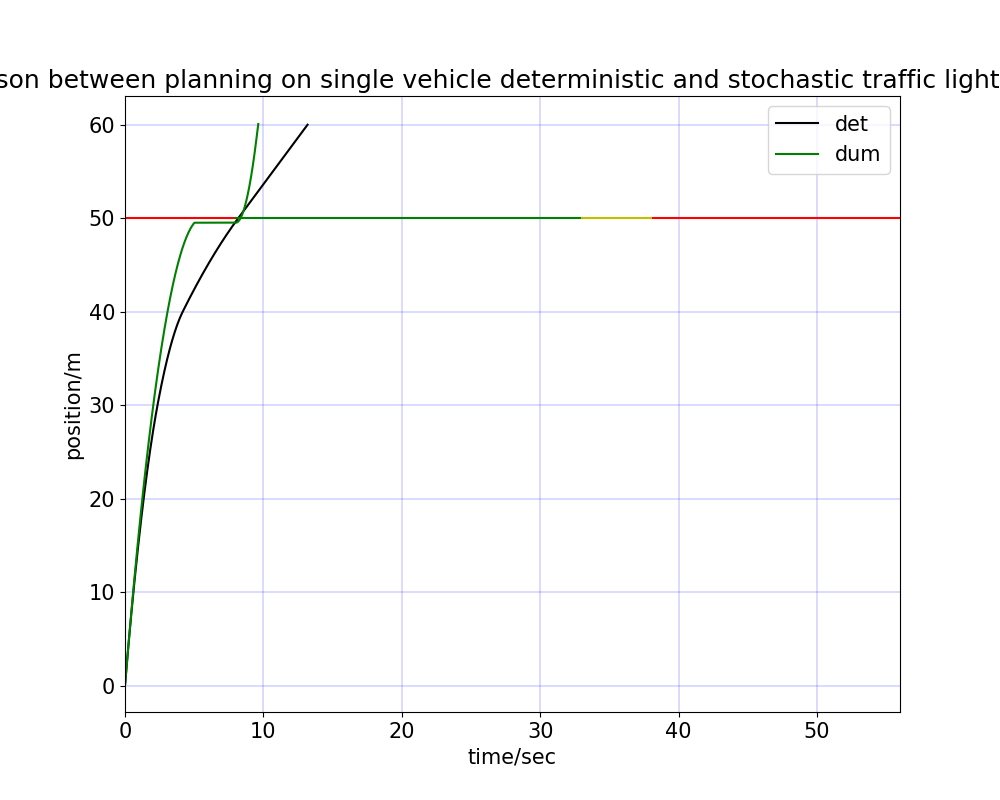 son between planning on single vehicle deterministic and stochastic traffic light
det
dum
60
50
40
30
20
10
0
position/m
0 10 20 30 40 50
time/sec